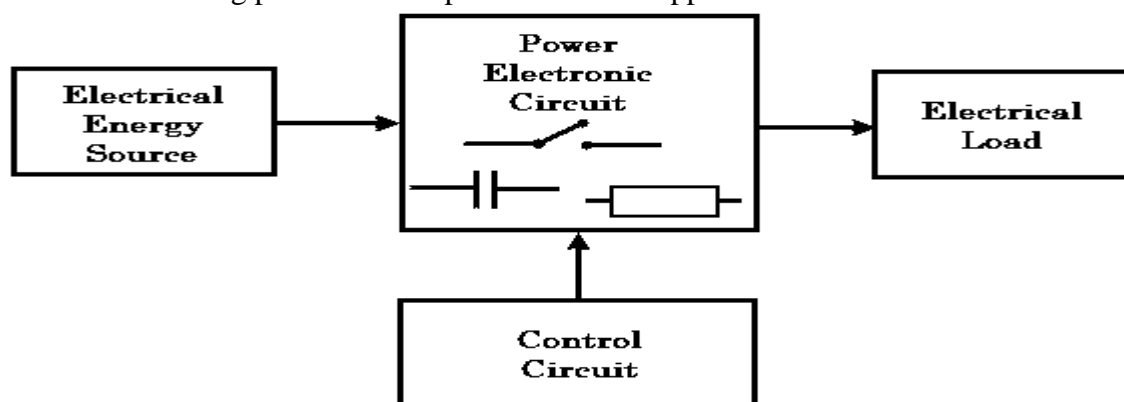 Power
Electronic
Circuit
Electrical
Energy
Source
Electrical
Load
Control
Circuit